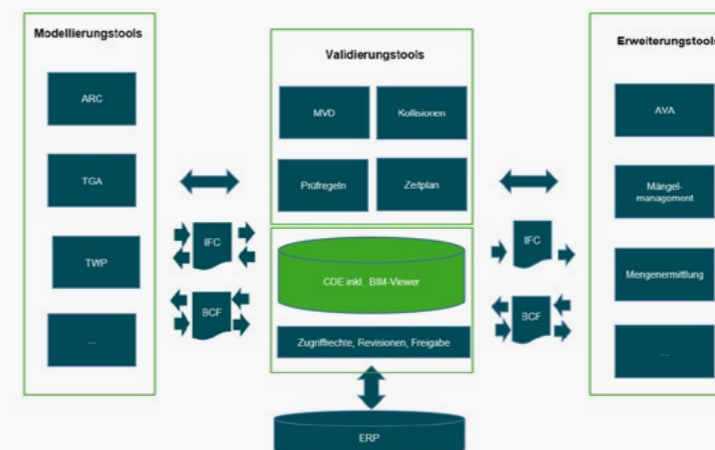 Modellierungstools
ARC
TGA
TWP
...
IFC
BCF
Validierungstools
MVD
Kollisionen
Prüfregeln
Zeitplan
CDE inkl. BIM-Viewer
Zugriffrechte, Revisionen, Freigabe
ERP
IFC
BCF
Erweiterungstools
AVA
Mängel-
management
Mengenermittlung
...